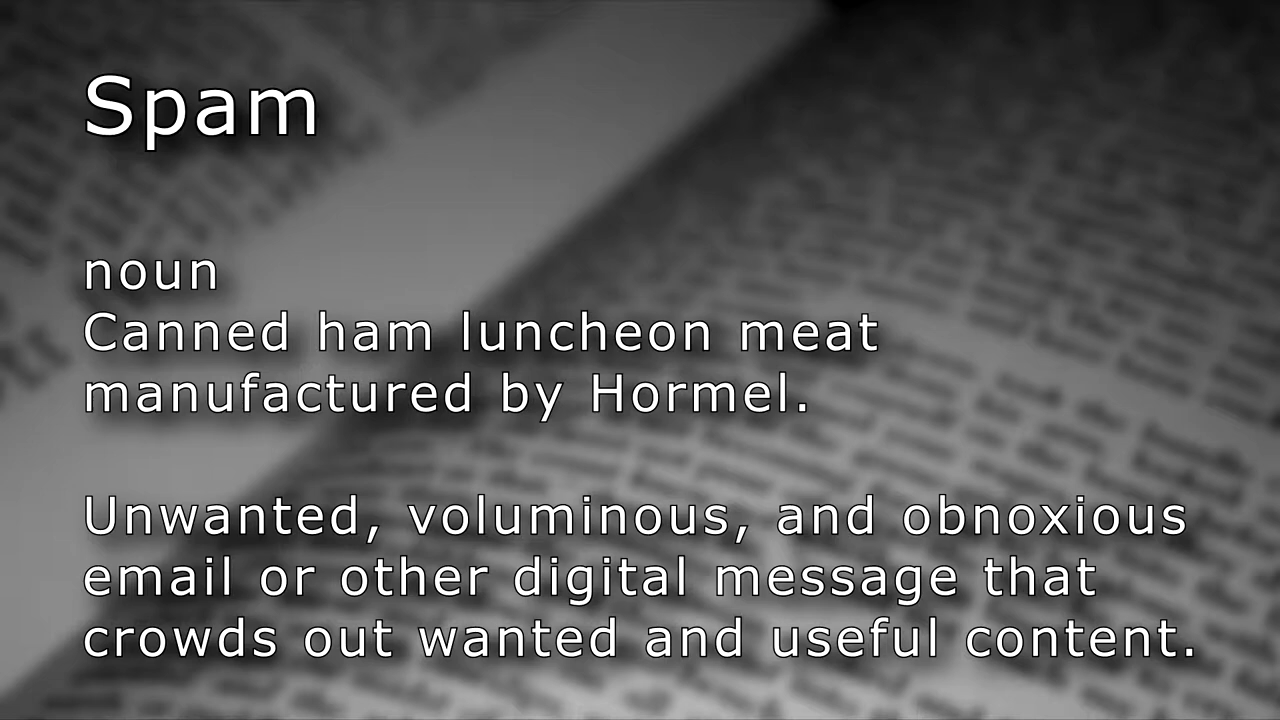 Spam
noun
Canned ham luncheon meat
manufactured by Hormel.
Unwanted, voluminous, and obnoxious
email or other digital message that
crowds out wanted and useful content.